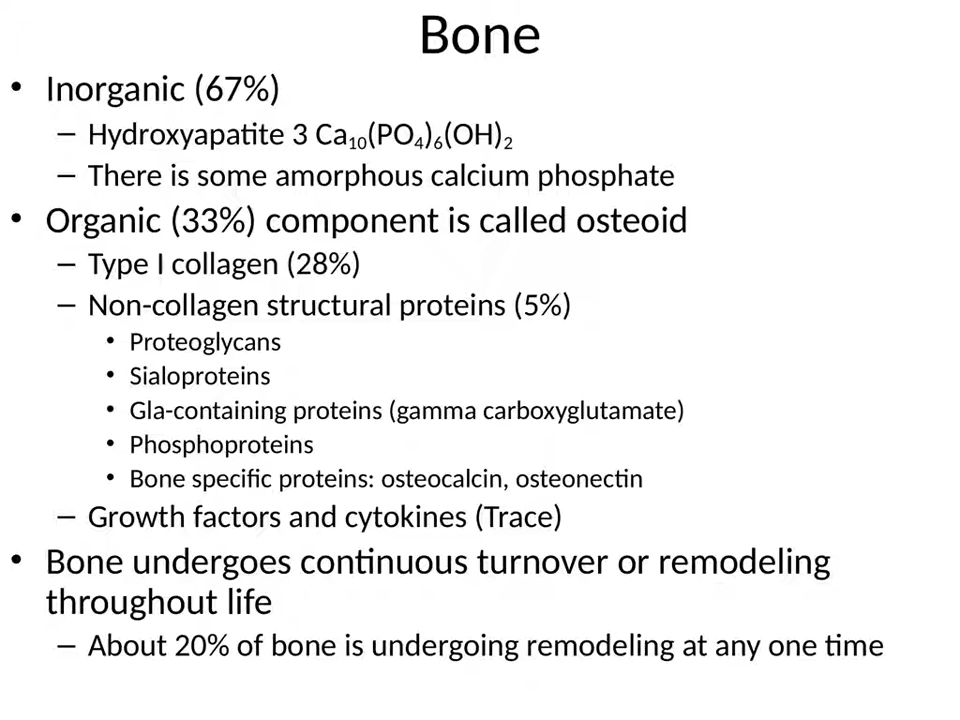 Bone
• Inorganic (67%)
– Hydroxyapatite 3 Ca₁₀(PO₄)₆(OH)₂
– There is some amorphous calcium phosphate
• Organic (33%) component is called osteoid
– Type I collagen (28%)
– Non-collagen structural proteins (5%)
• Proteoglycans
• Sialoproteins
• Gla-containing proteins (gamma carboxyglutamate)
• Phosphoproteins
• Bone specific proteins: osteocalcin, osteonectin
– Growth factors and cytokines (Trace)
• Bone undergoes continuous turnover or remodeling
throughout life
– About 20% of bone is undergoing remodeling at any one time